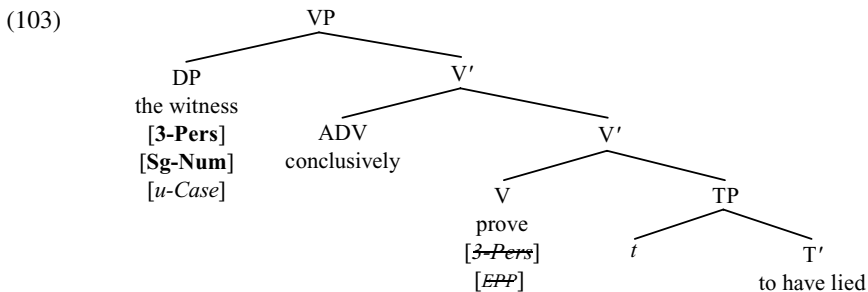 (103)
VP
DP
V′
the witness
[3-Pers]
ADV
V′
[Sg-Num]
conclusively
[u-Case]
V
TP
prove
[3-Pers]
t
T′
[EPP]
to have lied